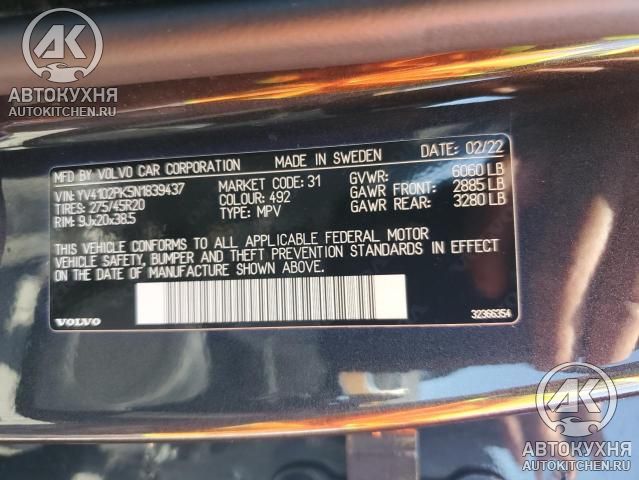 АК
АВТОКУХНЯ
AUTOKITCHEN.RU
MFD BY VOLVO CAR CORPORATION MADE IN SWEDEN DATE: 02/22
VIN: YV4102PK5N1839437 MARKET CODE: 31 GVWR: 6060 LB
TIRES: 275/45R20 COLOUR: 492 GAWR FRONT: 2885 LB
RIM: 9Jx20x38.5 TYPE: MPV GAWR REAR: 3280 LB
THIS VEHICLE CONFORMS TO ALL APPLICABLE FEDERAL MOTOR
VEHICLE SAFETY, BUMPER AND THEFT PREVENTION STANDARDS IN EFFECT
ON THE DATE OF MANUFACTURE SHOWN ABOVE.
VOLVO 32366354
АК
АВТОКУХНЯ
AUTOKITCHEN.RU